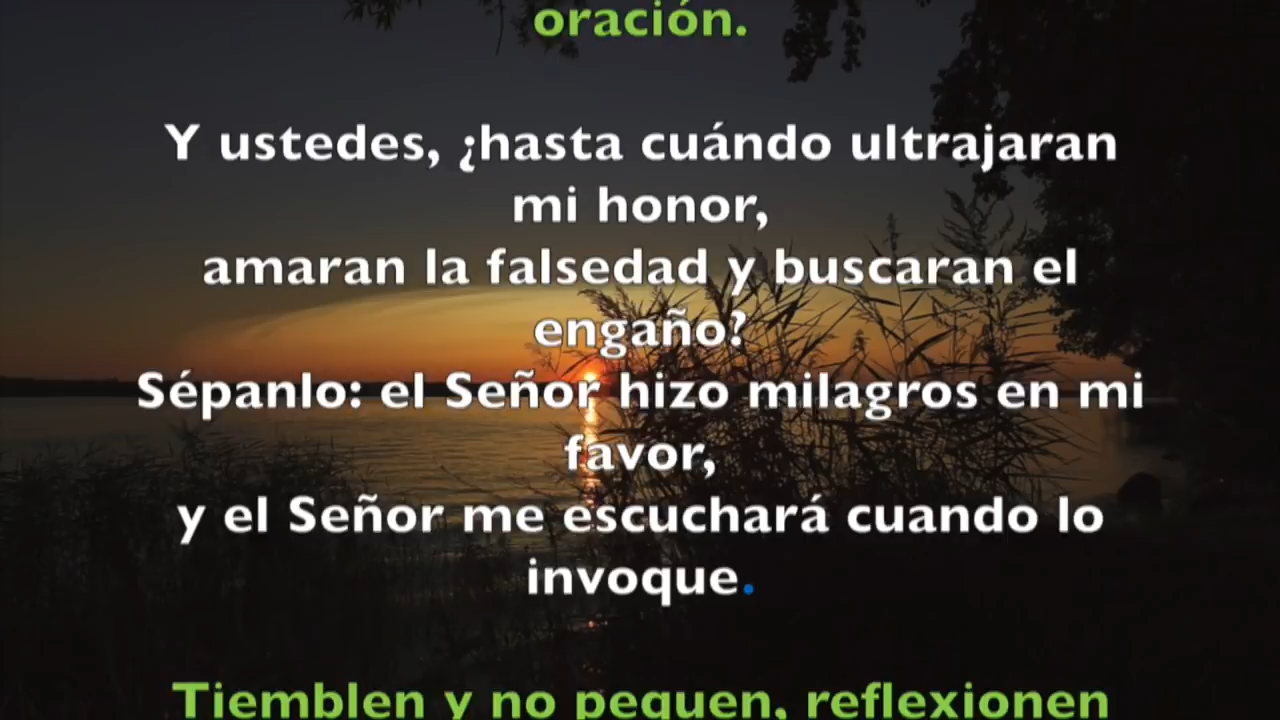 oración.
Y ustedes, ¿hasta cuándo ultrajaran
mi honor,
amaran la falsedad y buscaran el
engaño?
Sépanlo: el Señor hizo milagros en mi
favor,
y el Señor me escuchará cuando lo
invoque.
Tiemblen y no pequen, reflexionen